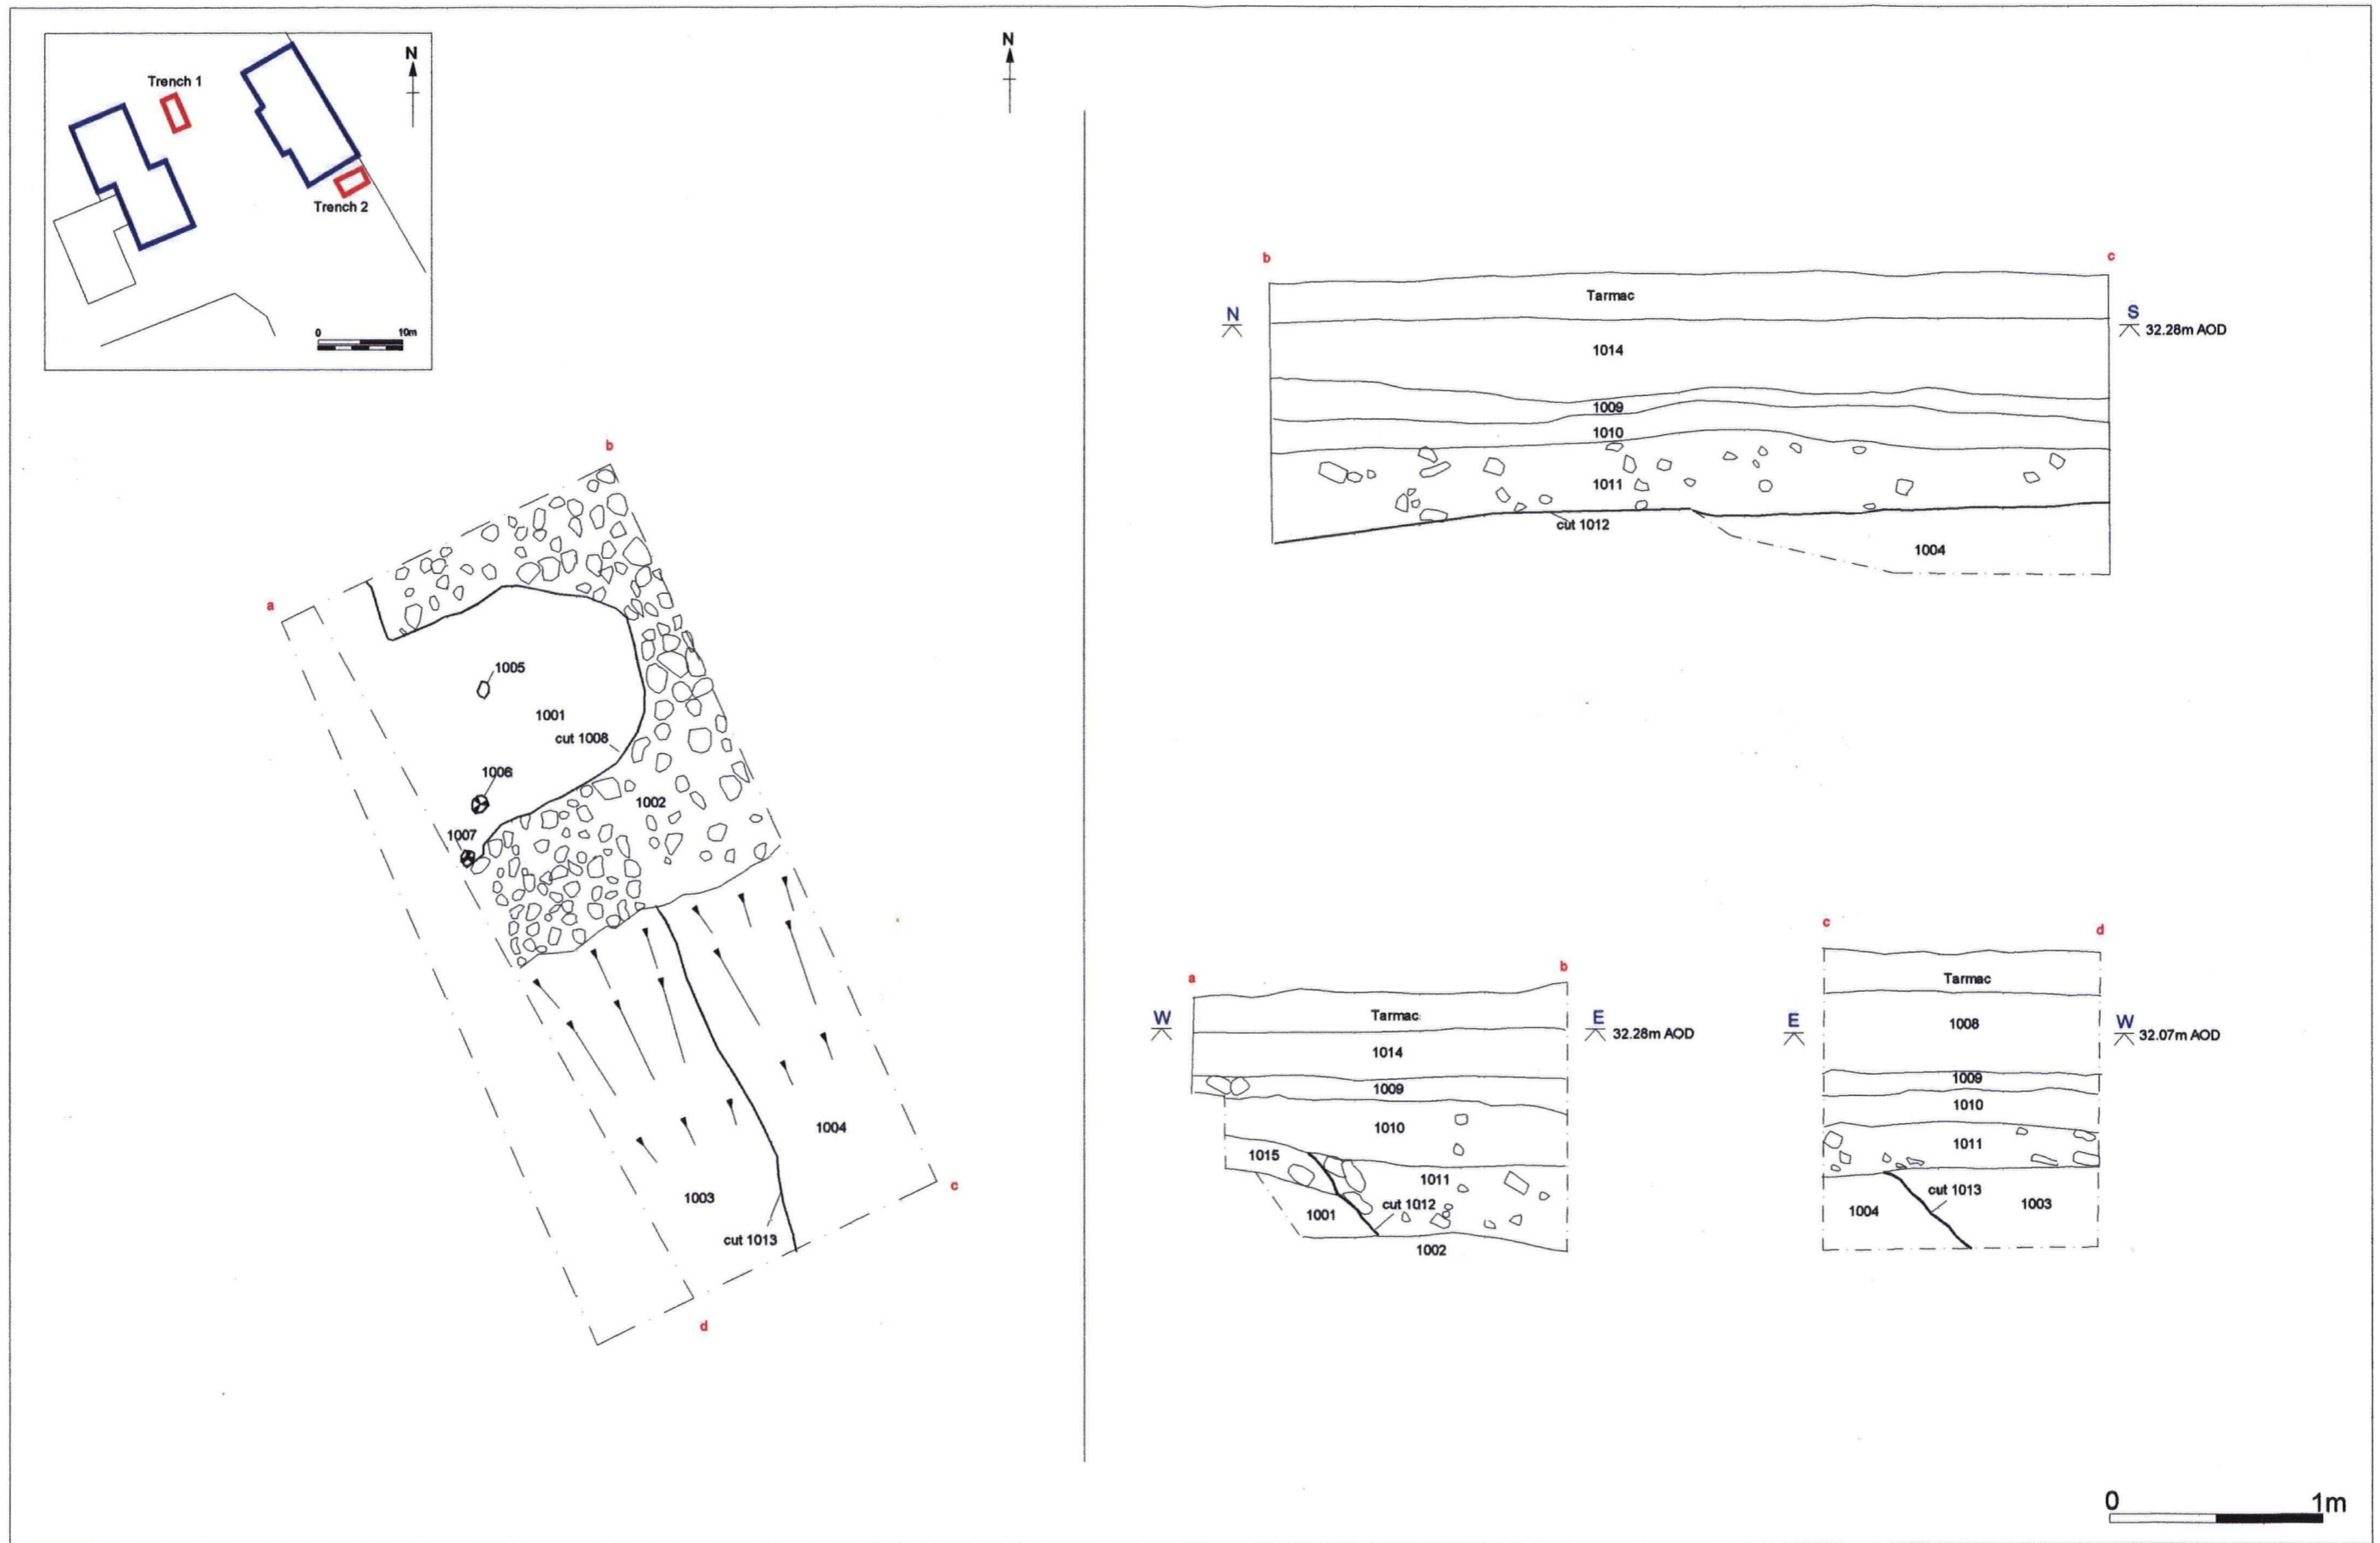 N
Trench 1
Trench 2
0 10m
N
b
a
1005
1001
cut 1008
1006
1002
1007
1004
1003
c
cut 1013
d
b c
Tarmac
N S
32.28m AOD
1014
1009
1010
1011
cut 1012
1004
a b
Tarmac
W E
32.28m AOD
1014
1009
1010
1015
1011
cut 1012
1001
1002
c d
Tarmac
E 1008 W
32.07m AOD
1009
1010
1011
cut 1013
1004 1003
0 1m